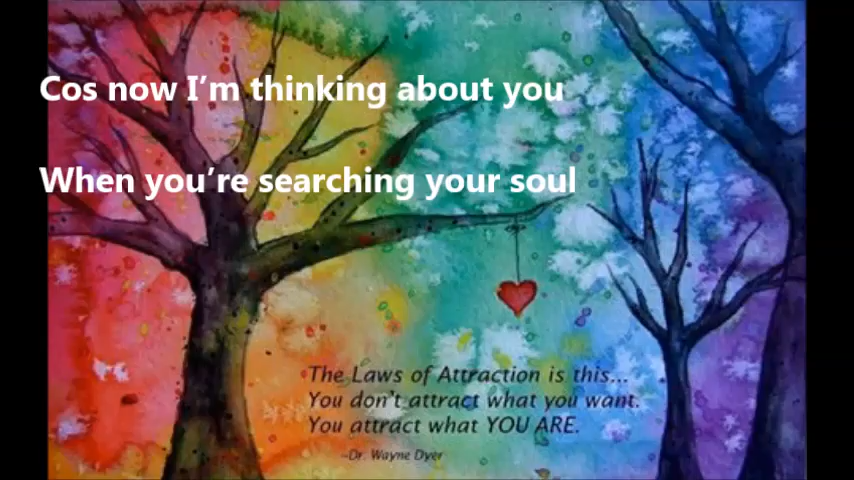 Cos now I’m thinking about you
When you’re searching your soul
The Laws of Attraction is this...
You don't attract what you want.
You attract what YOU ARE.
-Dr. Wayne Dyer